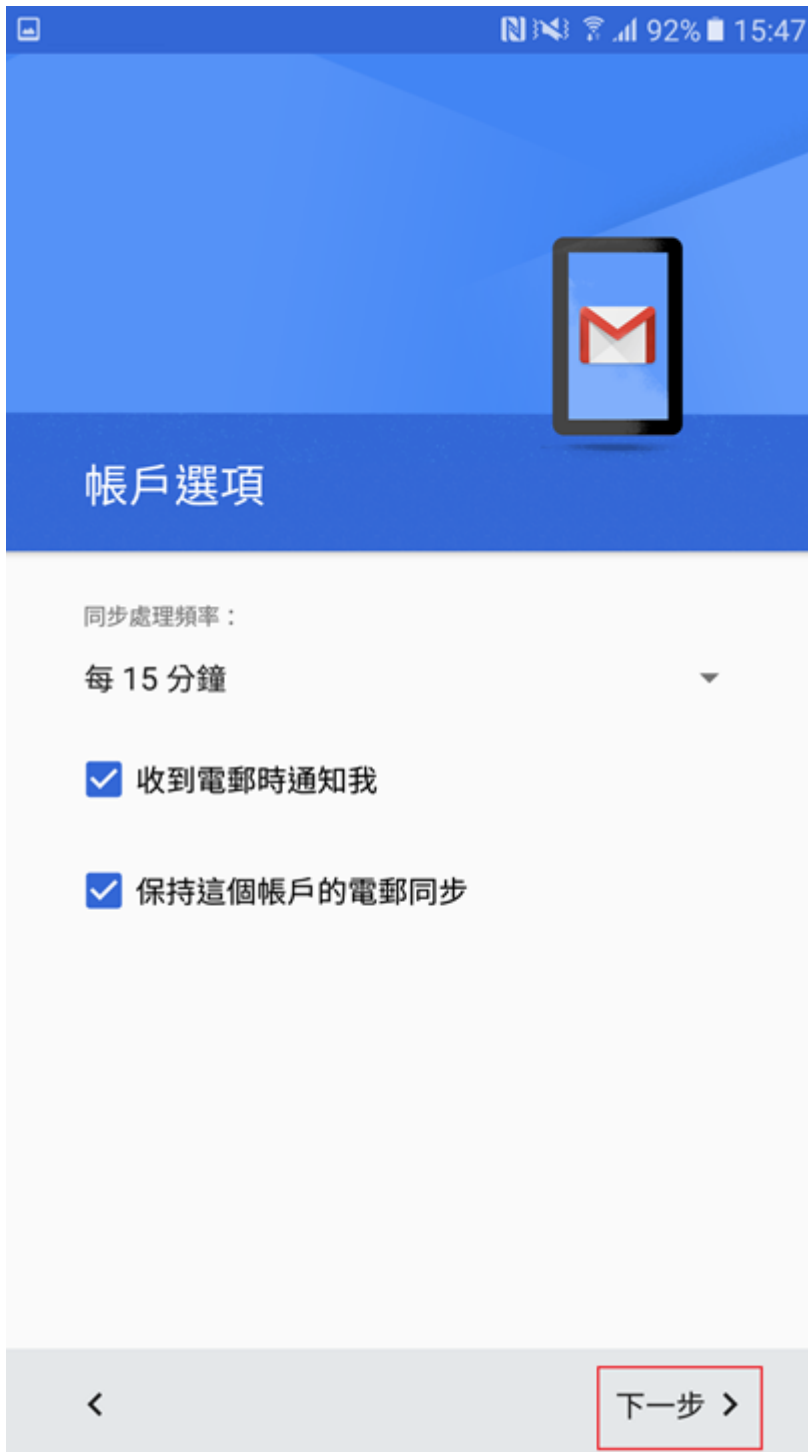 92% 15:47
帳戶選項
同步處理頻率：
每 15 分鐘
收到電郵時通知我
保持這個帳戶的電郵同步
下一步